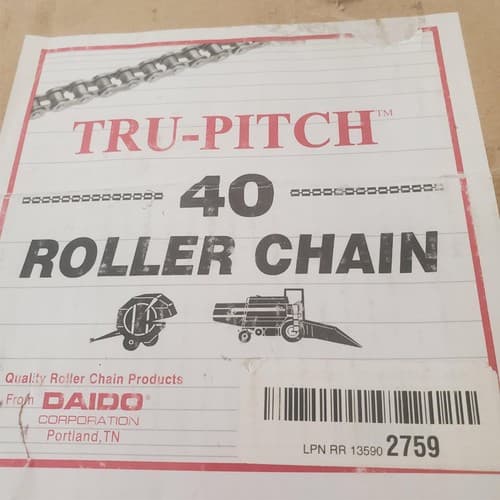 TRU-PITCH™
40
ROLLER CHAIN
Quality Roller Chain Products
From DAIDO®
CORPORATION
Portland,TN
LPN RR 13590 2759